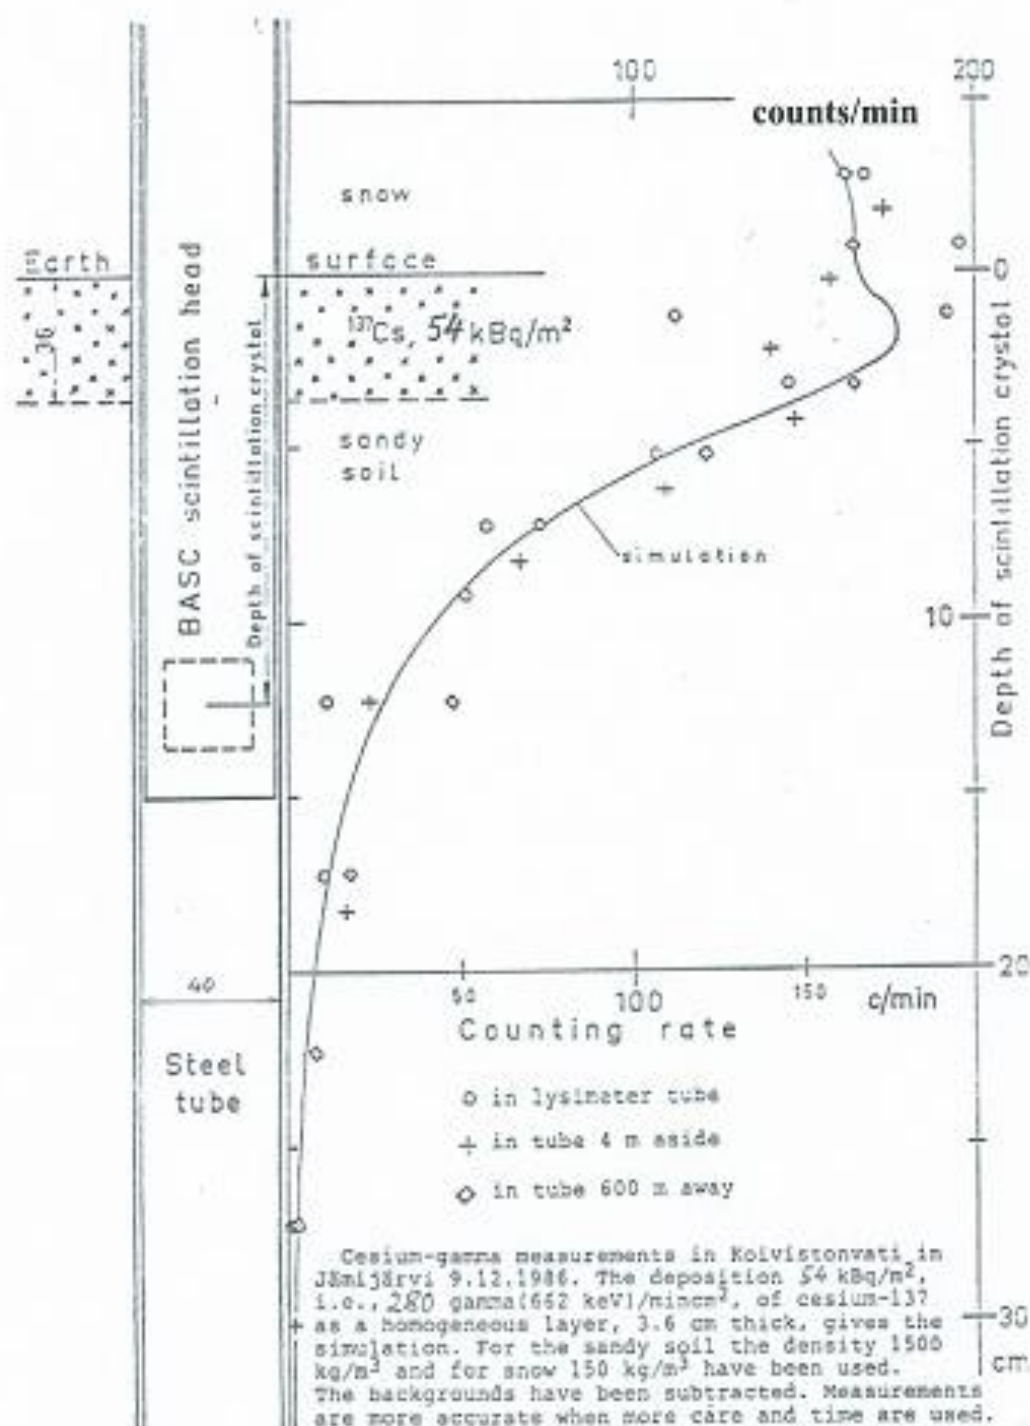 100 200
counts/min
snow
Earth surface
0
¹³⁷Cs, 54 kBq/m²
36
sandy
soil
BASC scintillation head
Depth of scintillation crystal
simulation
10
Depth of scintillation crystal
20
50 100 150 c/min
Counting rate
40
Steel
tube
o in lysimeter tube
+ in tube 4 m aside
◇ in tube 600 m away
Cesium-gamma measurements in Koivistonvati in
Jämijärvi 9.12.1986. The deposition 54 kBq/m²,
i.e., 280 gamma(662 keV)/mincm², of cesium-137
as a homogeneous layer, 3.6 cm thick, gives the
simulation. For the sandy soil the density 1500
kg/m³ and for snow 150 kg/m³ have been used.
The backgrounds have been subtracted. Measurements
are more accurate when more care and time are used.
30
cm